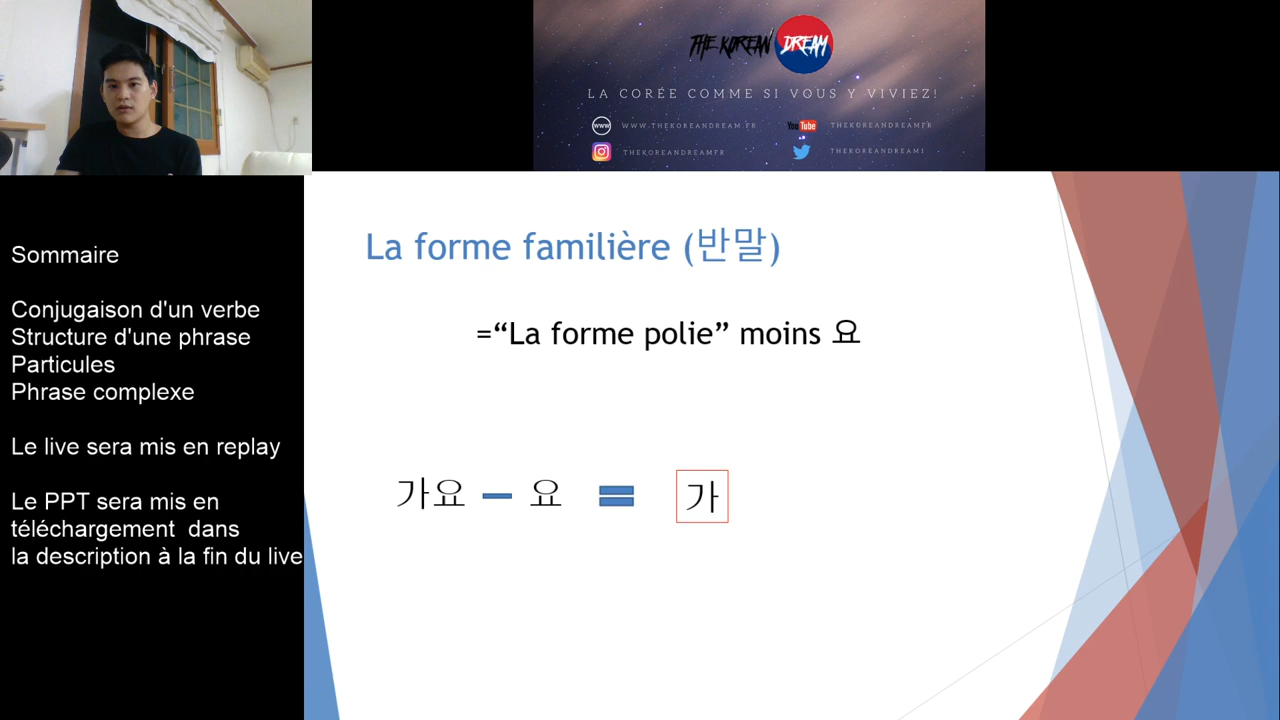 THE KOREAN DREAM
LA CORÉE COMME SI VOUS Y VIVIEZ!
WWW WWW.THEKOREANDREAM.FR
YouTube THEKOREANDREAMFR
THEKOREANDREAMFR
THEKOREANDREAM1
Sommaire
Conjugaison d'un verbe
Structure d'une phrase
Particules
Phrase complexe
Le live sera mis en replay
Le PPT sera mis en
téléchargement dans
la description à la fin du live
La forme familière (반말)
=“La forme polie” moins 요
가요 − 요 = 가